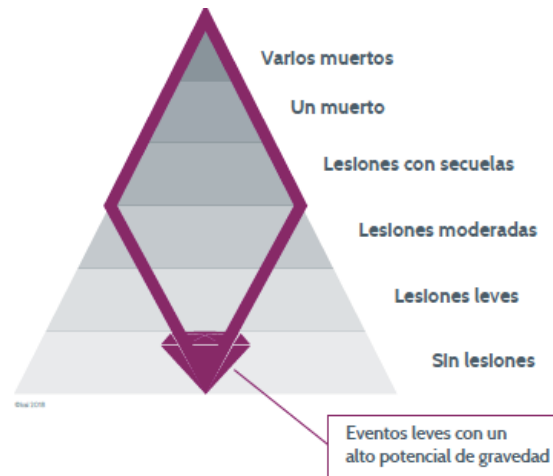 Varios muertos
Un muerto
Lesiones con secuelas
Lesiones moderadas
Lesiones leves
Sin lesiones
Eventos leves con un
alto potencial de gravedad